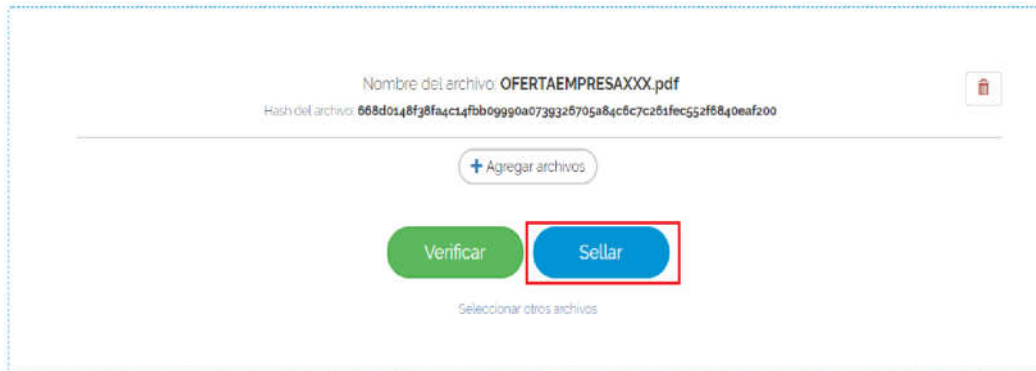 Nombre del archivo: OFERTAEMPRESAXXX.pdf
Hash del archivo: 668d0148f38fa4c14fbb09990a0739326705a84c6c7c261fec552f6840eaf200
+ Agregar archivos
Verificar
Sellar
Seleccionar otros archivos